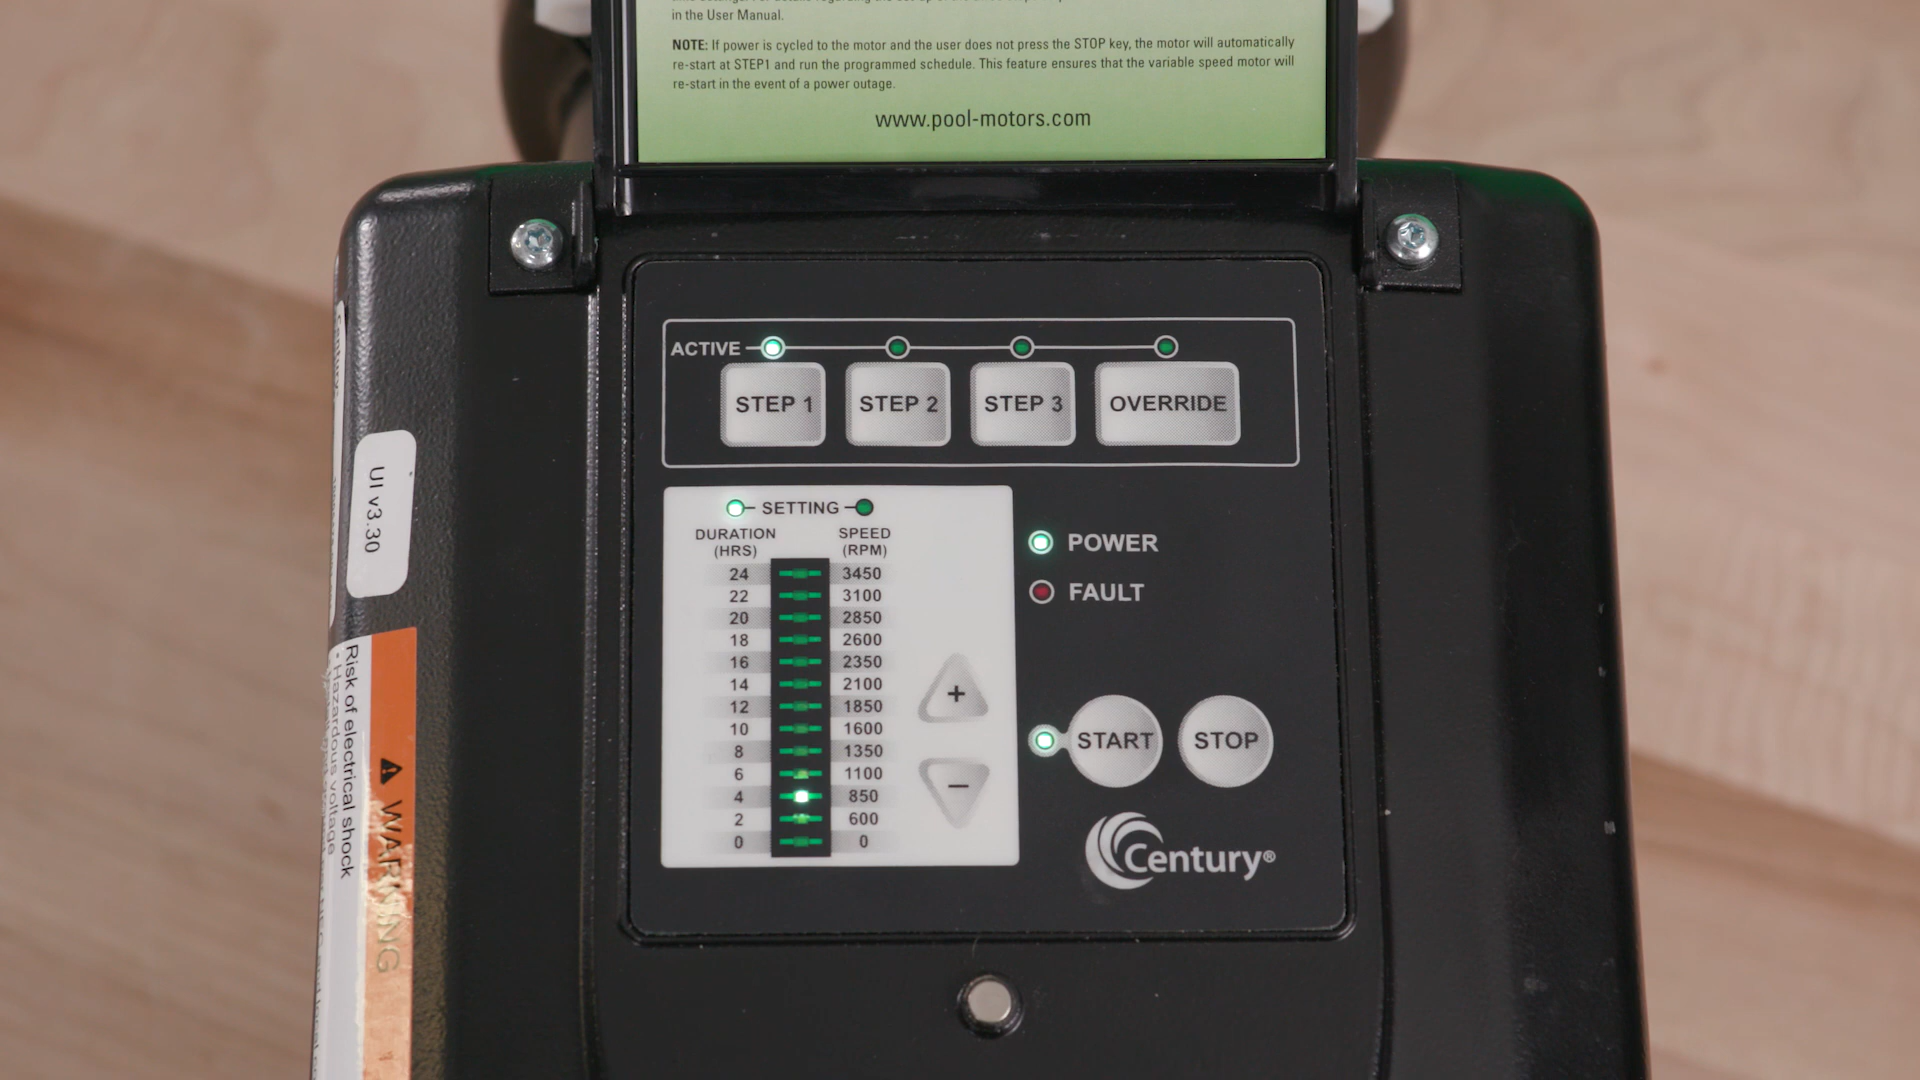 in the User Manual.
NOTE: If power is cycled to the motor and the user does not press the STOP key, the motor will automatically
re-start at STEP1 and run the programmed schedule. This feature ensures that the variable speed motor will
re-start in the event of a power outage.
www.pool-motors.com
ACTIVE
STEP 1 STEP 2 STEP 3 OVERRIDE
SETTING
DURATION SPEED
(HRS) (RPM)
24 3450
22 3100
20 2850
18 2600
16 2350
14 2100
12 1850
10 1600
8 1350
6 1100
4 850
2 600
0 0
+
−
POWER
FAULT
START STOP
Century®
UI v3.30
WARNING
Risk of electrical shock
• Hazardous voltage